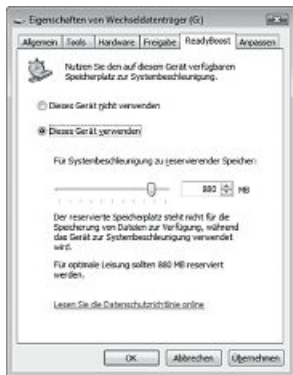 Eigenschaften von Wechseldatenträger (G:)
Allgemein Tools Hardware Freigabe ReadyBoost Anpassen
Nutzen Sie den auf diesem Gerät verfügbaren
Speicherplatz zur Systembeschleunigung.
Dieses Gerät nicht verwenden
Dieses Gerät verwenden
Für Systembeschleunigung zu reservierender Speicher:
880 MB
Der reservierte Speicherplatz steht nicht für die
Speicherung von Dateien zur Verfügung, während
das Gerät zur Systembeschleunigung verwendet
wird.
Für optimale Leisung sollten 880 MB reserviert
werden.
Lesen Sie die Datenschutzrichtlinie online
OK Abbrechen Übernehmen